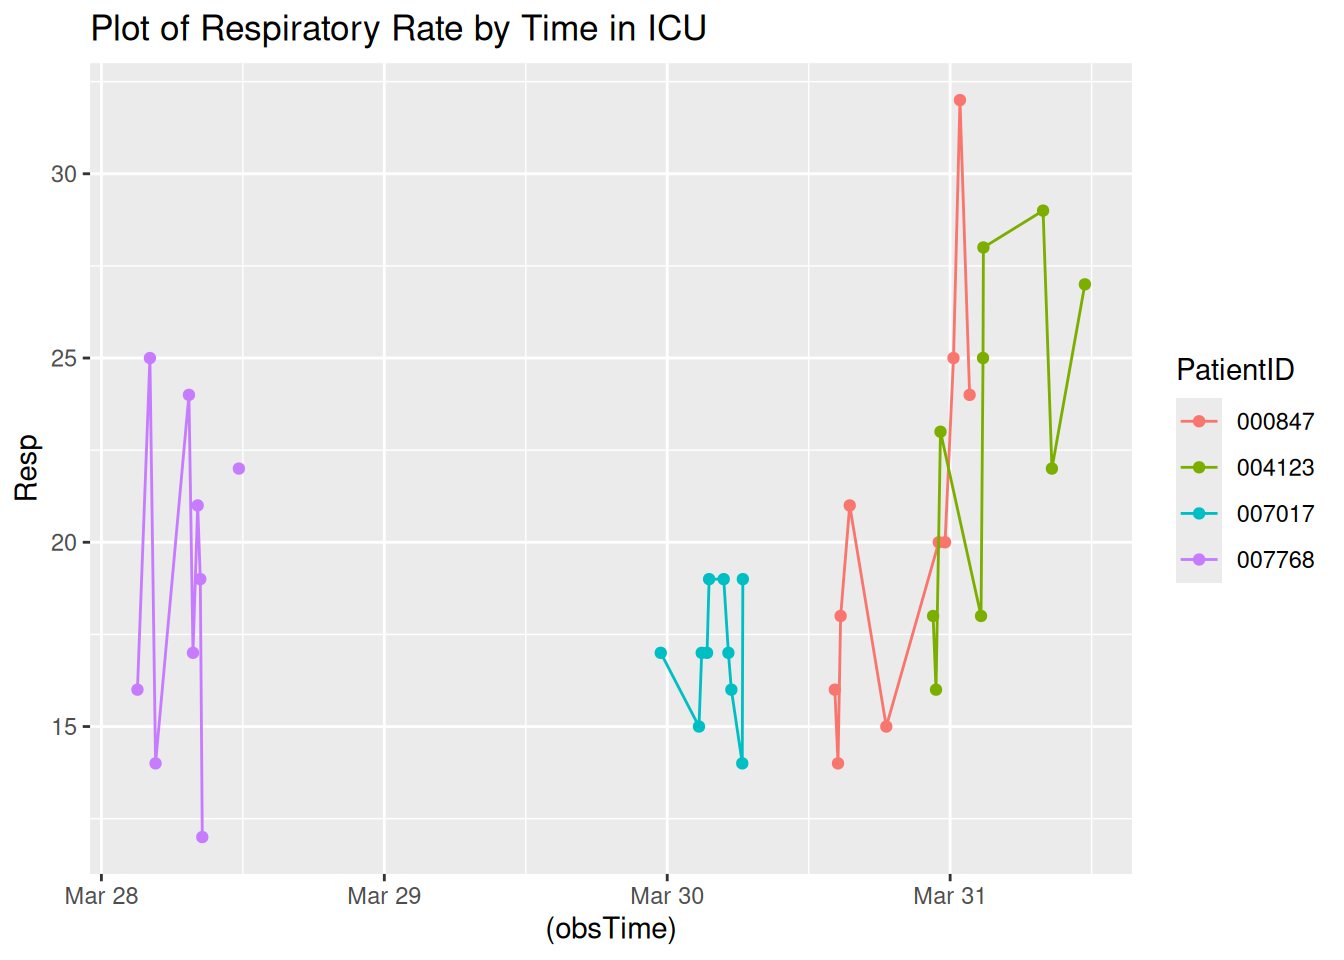 Plot of Respiratory Rate by Time in ICU
30
25
20
15
Resp
Mar 28
Mar 29
Mar 30
Mar 31
(obsTime)
PatientID
000847
004123
007017
007768